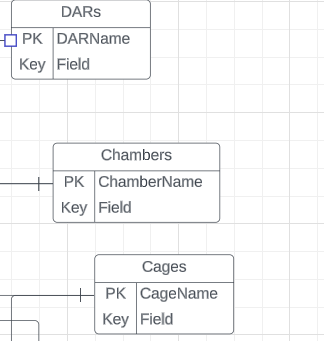 DARs
PK DARName
Key Field
Chambers
PK ChamberName
Key Field
Cages
PK CageName
Key Field